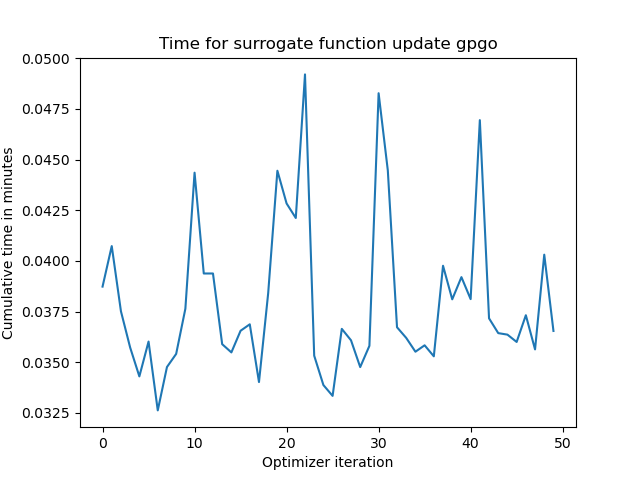 Time for surrogate function update gpgo
0.0500
0.0475
0.0450
0.0425
0.0400
0.0375
0.0350
0.0325
Cumulative time in minutes
0 10 20 30 40 50
Optimizer iteration